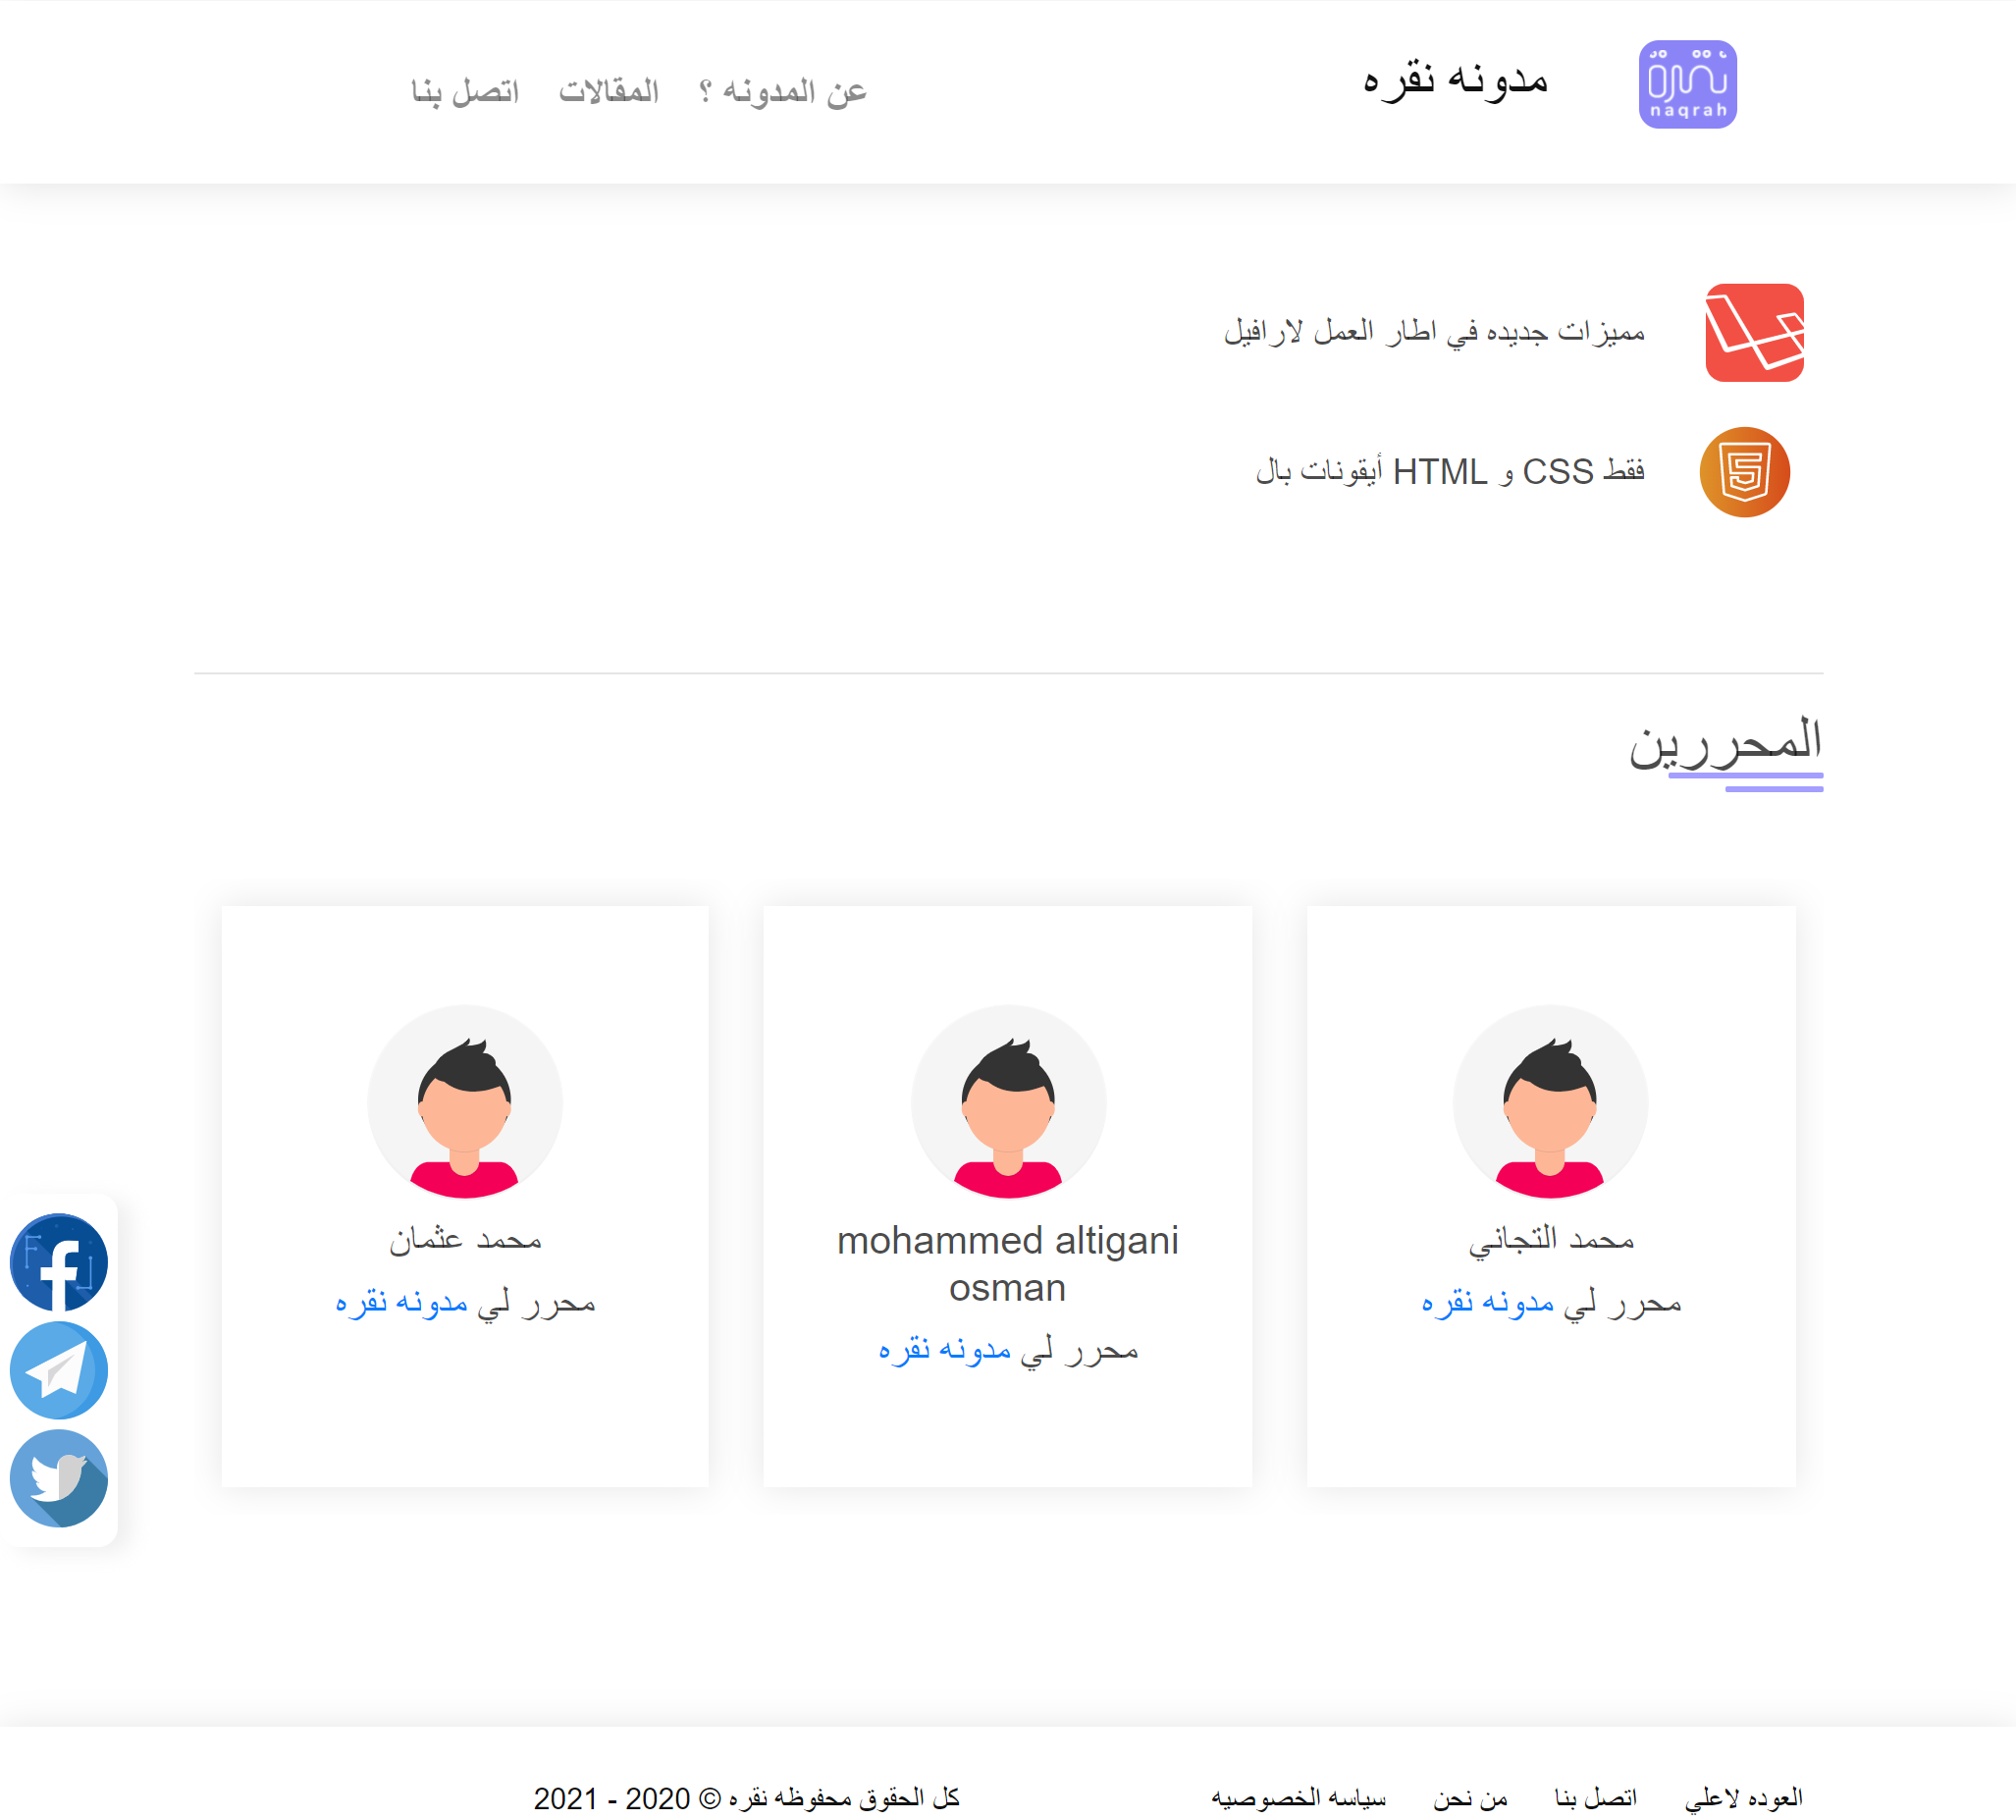 نقرة
naqrah
مدونه نقره
عن المدونه ؟
المقالات
اتصل بنا
مميزات جديده في اطار العمل لارافيل
فقط CSS و HTML أيقونات بال
المحررين
محمد التجاني
محرر لي مدونه نقره
mohammed altigani
osman
محرر لي مدونه نقره
محمد عثمان
محرر لي مدونه نقره
العوده لاعلي
اتصل بنا
من نحن
سياسه الخصوصيه
كل الحقوق محفوظه نقره © 2020 - 2021